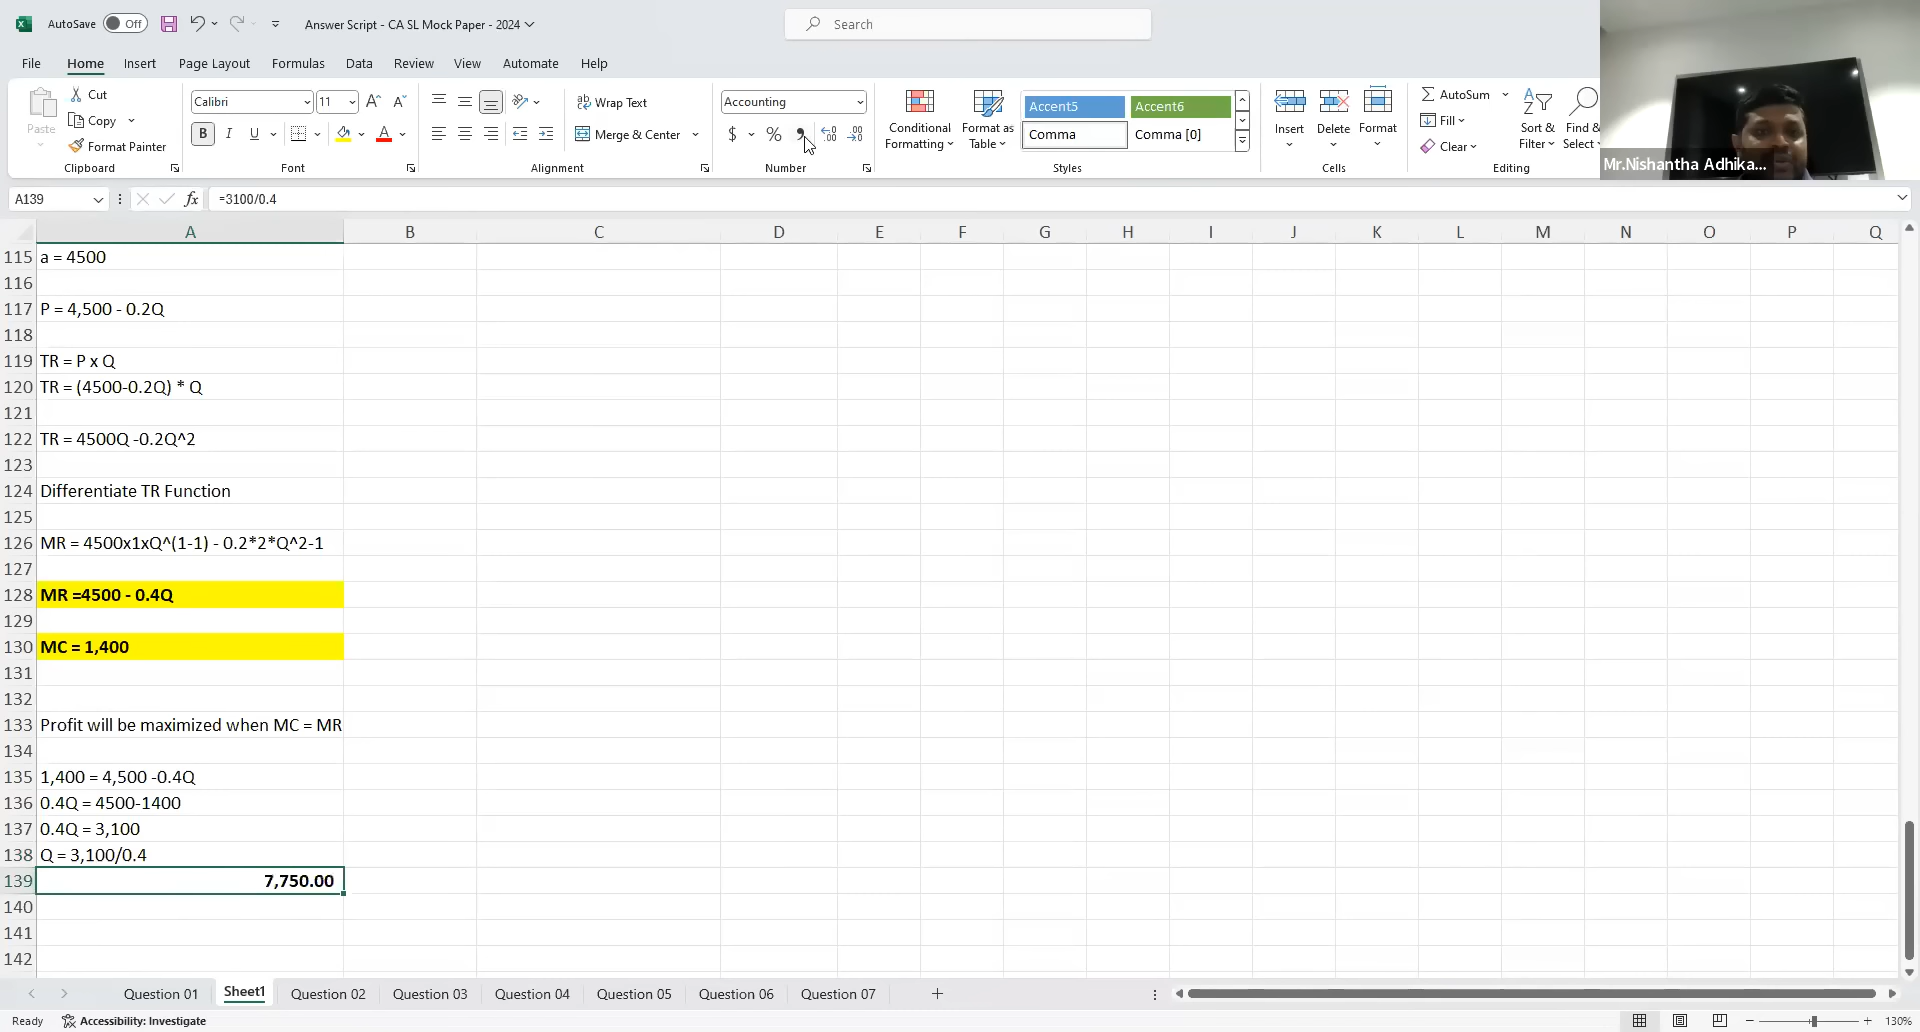 AutoSave Off Answer Script - CA SL Mock Paper - 2024 Search
File Home Insert Page Layout Formulas Data Review View Automate Help
Paste Cut Copy Format Painter
Clipboard
Calibri 11
B I U A
Font
ab Wrap Text
Merge & Center
Alignment
Accounting
$ % , .00
Number
Conditional Formatting
Format as Table
Accent5 Accent6
Comma Comma [0]
Styles
Insert Delete Format
Cells
AutoSum
Fill
Clear
Sort & Filter
Find & Select
Editing
Mr.Nishantha Adhika...
A139 fx =3100/0.4
A B C D E F G H I J K L M N O P Q
115 a = 4500
116
117 P = 4,500 - 0.2Q
118
119 TR = P x Q
120 TR = (4500-0.2Q) * Q
121
122 TR = 4500Q -0.2Q^2
123
124 Differentiate TR Function
125
126 MR = 4500x1xQ^(1-1) - 0.2*2*Q^2-1
127
128 MR =4500 - 0.4Q
129
130 MC = 1,400
131
132
133 Profit will be maximized when MC = MR
134
135 1,400 = 4,500 -0.4Q
136 0.4Q = 4500-1400
137 0.4Q = 3,100
138 Q = 3,100/0.4
139 7,750.00
140
141
142
Question 01 Sheet1 Question 02 Question 03 Question 04 Question 05 Question 06 Question 07
Ready Accessibility: Investigate 130%